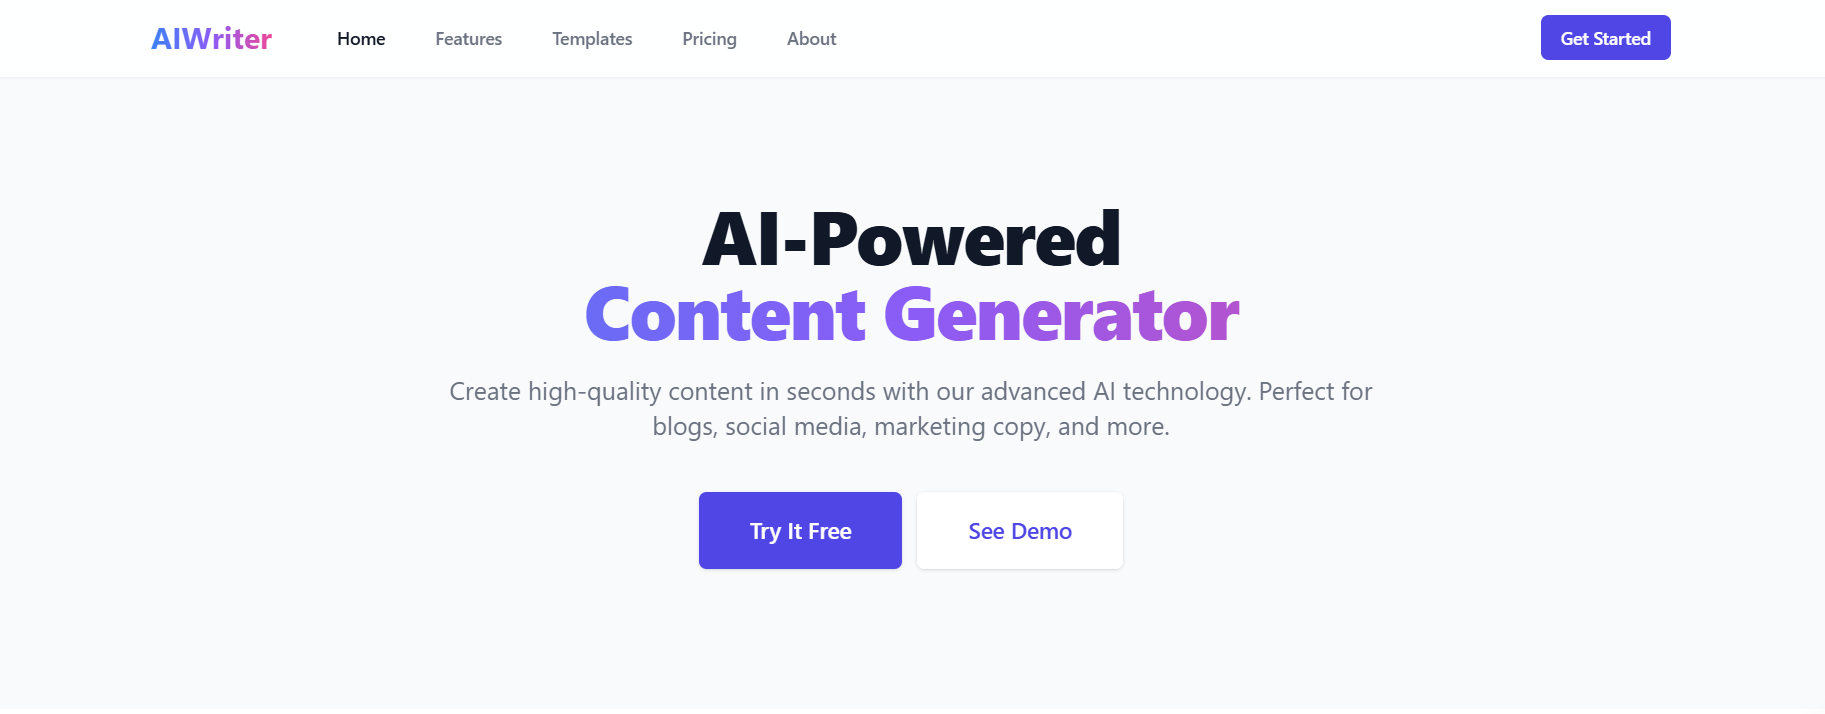 AIWriter
Home
Features
Templates
Pricing
About
Get Started
AI-Powered
Content Generator
Create high-quality content in seconds with our advanced AI technology. Perfect for
blogs, social media, marketing copy, and more.
Try It Free
See Demo